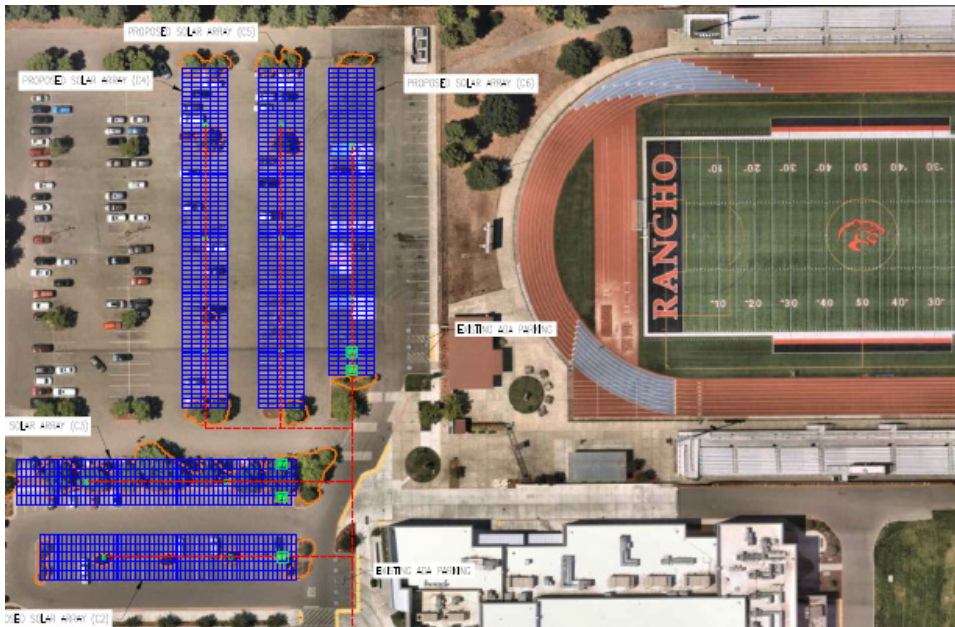 PROPOSED SOLAR ARRAY (C5)
PROPOSED SOLAR ARRAY (C4)
PROPOSED SOLAR ARRAY (C6)
RANCHO
10' 20' 30' 40' 50' 40' 30'
10' 20' 30' 40' 50' 40' 30'
EXISTING ADA PARKING
SOLAR ARRAY (C3)
EXISTING ADA PARKING
OSED SOLAR ARRAY (C2)